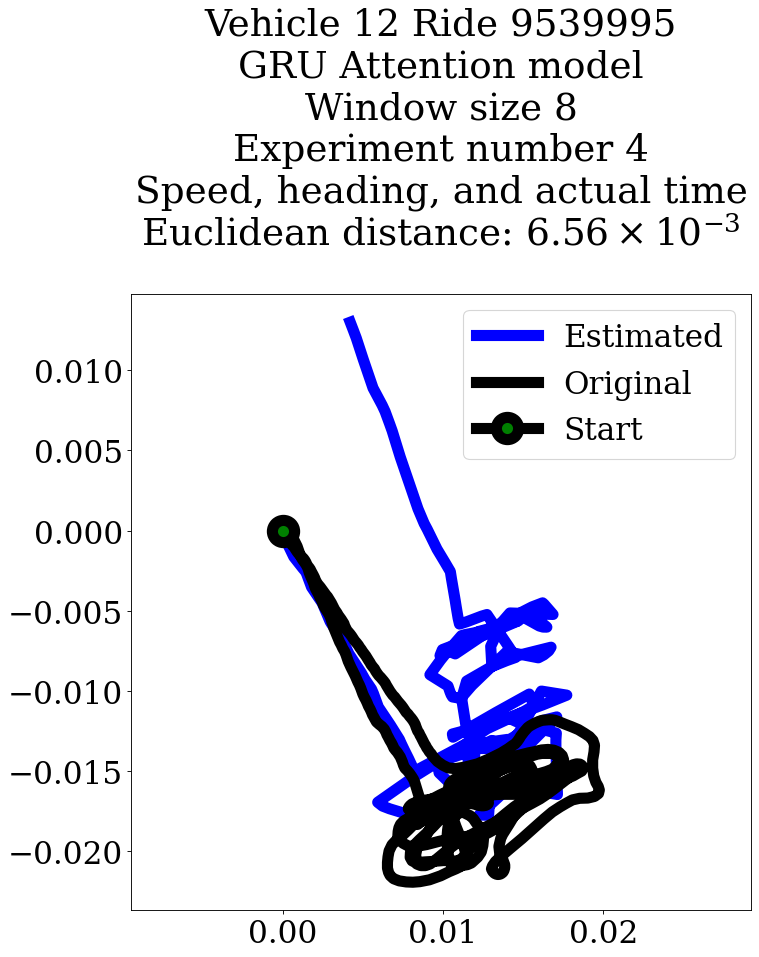 Vehicle 12 Ride 9539995
GRU Attention model
Window size 8
Experiment number 4
Speed, heading, and actual time
Euclidean distance: 6.56 × 10⁻³
Estimated
Original
Start
0.010
0.005
0.000
−0.005
−0.010
−0.015
−0.020
0.00 0.01 0.02